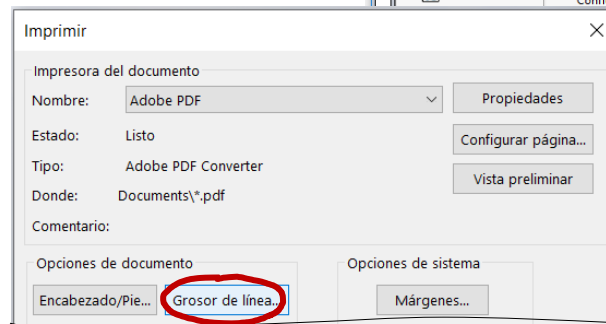 Imprimir
Impresora del documento
Nombre: Adobe PDF Propiedades
Estado: Listo Configurar página...
Tipo: Adobe PDF Converter
Vista preliminar
Donde: Documents\*.pdf
Comentario:
Opciones de documento Opciones de sistema
Encabezado/Pie... Grosor de línea... Márgenes...